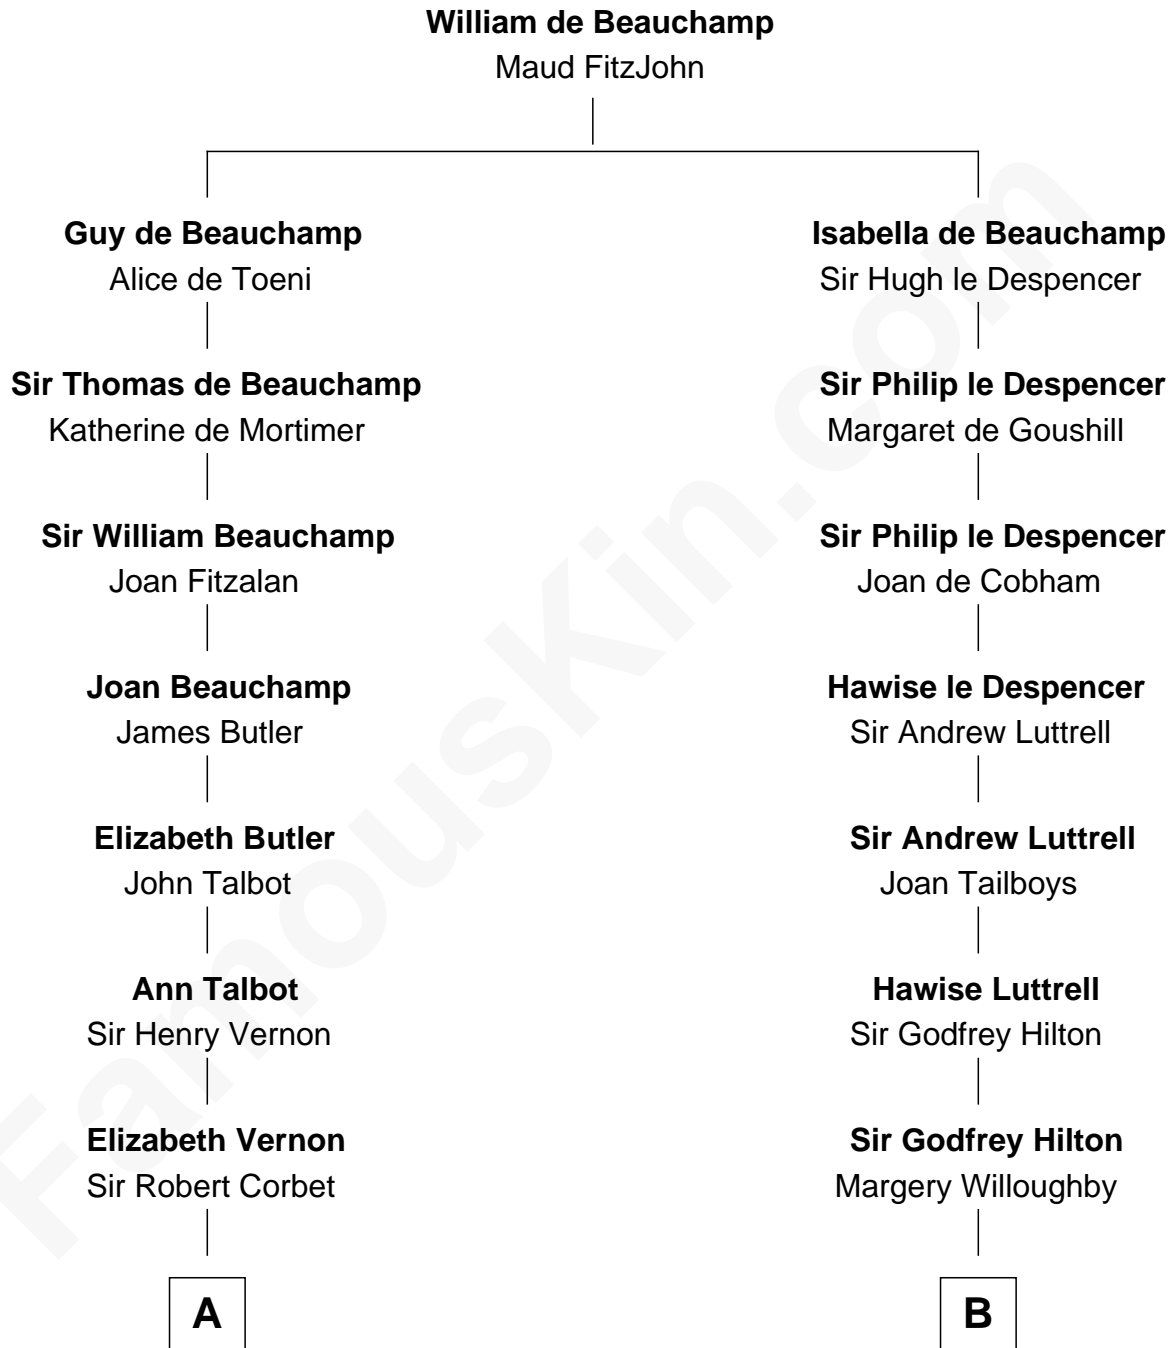 William de Beauchamp
Maud FitzJohn
Guy de Beauchamp
Alice de Toeni
Isabella de Beauchamp
Sir Hugh le Despencer
Sir Thomas de Beauchamp
Katherine de Mortimer
Sir Philip le Despencer
Margaret de Goushill
Sir William Beauchamp
Joan Fitzalan
Sir Philip le Despencer
Joan de Cobham
Joan Beauchamp
James Butler
Hawise le Despencer
Sir Andrew Luttrell
Elizabeth Butler
John Talbot
Sir Andrew Luttrell
Joan Tailboys
Ann Talbot
Sir Henry Vernon
Hawise Luttrell
Sir Godfrey Hilton
Elizabeth Vernon
Sir Robert Corbet
Sir Godfrey Hilton
Margery Willoughby
A
B
FamousKin.com